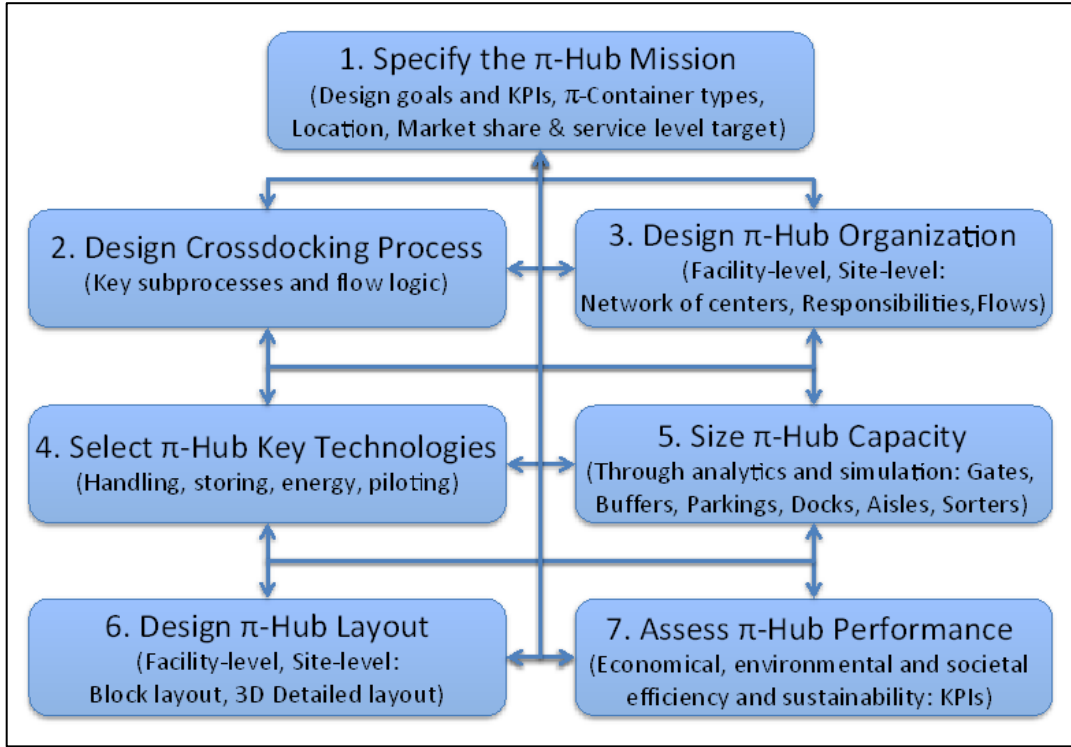 1. Specify the π-Hub Mission
(Design goals and KPIs, π-Container types,
Location, Market share & service level target)
2. Design Crossdocking Process
(Key subprocesses and flow logic)
3. Design π-Hub Organization
(Facility-level, Site-level:
Network of centers, Responsibilities,Flows)
4. Select π-Hub Key Technologies
(Handling, storing, energy, piloting)
5. Size π-Hub Capacity
(Through analytics and simulation: Gates,
Buffers, Parkings, Docks, Aisles, Sorters)
6. Design π-Hub Layout
(Facility-level, Site-level:
Block layout, 3D Detailed layout)
7. Assess π-Hub Performance
(Economical, environmental and societal
efficiency and sustainability: KPIs)